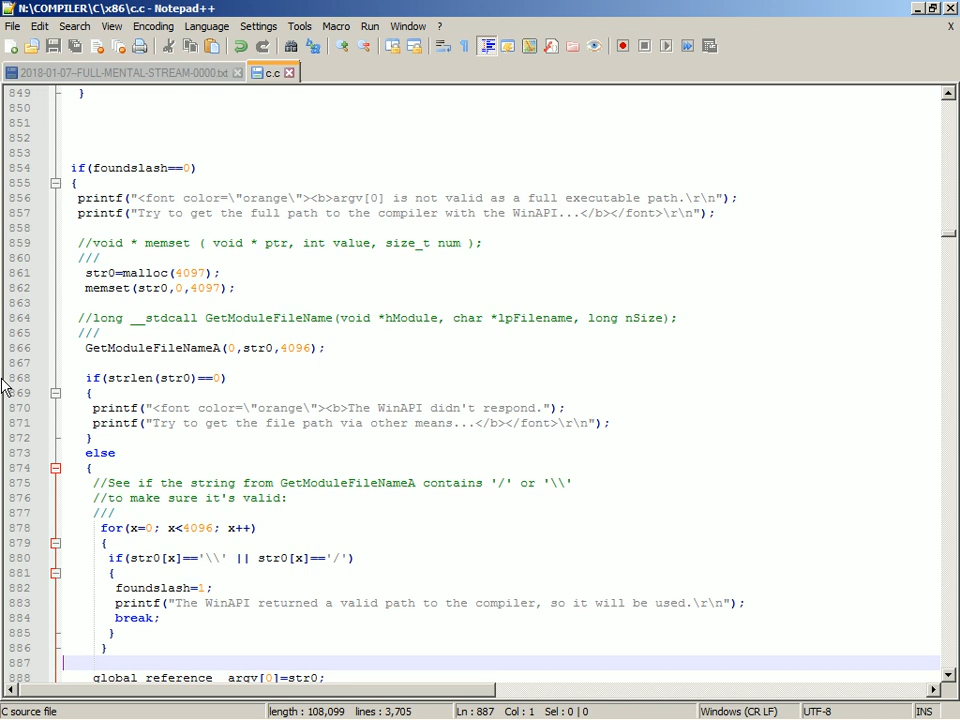 N:\COMPILER\C\x86\c.c - Notepad++
File Edit Search View Encoding Language Settings Tools Macro Run Window ? X
2018-01-07--FULL-MENTAL-STREAM-0000.txt c.c
849 }
850
851
852
853
854 if(foundslash==0)
855 {
856 printf("<font color=\"orange\"><b>argv[0] is not valid as a full executable path.\r\n");
857 printf("Try to get the full path to the compiler with the WinAPI...</b></font>\r\n");
858
859 //void * memset ( void * ptr, int value, size_t num );
860 ///
861 str0=malloc(4097);
862 memset(str0,0,4097);
863
864 //long __stdcall GetModuleFileName(void *hModule, char *lpFilename, long nSize);
865 ///
866 GetModuleFileNameA(0,str0,4096);
867
868 if(strlen(str0)==0)
869 {
870 printf("<font color=\"orange\"><b>The WinAPI didn't respond.");
871 printf("Try to get the file path via other means...</b></font>\r\n");
872 }
873 else
874 {
875 //See if the string from GetModuleFileNameA contains '/' or '\\'
876 //to make sure it's valid:
877 ///
878 for(x=0; x<4096; x++)
879 {
880 if(str0[x]=='\\' || str0[x]=='/')
881 {
882 foundslash=1;
883 printf("The WinAPI returned a valid path to the compiler, so it will be used.\r\n");
884 break;
885 }
886 }
887
888 global_reference__argv[0]=str0;
C source file length : 108,099 lines : 3,705 Ln : 887 Col : 1 Sel : 0 | 0 Windows (CR LF) UTF-8 INS